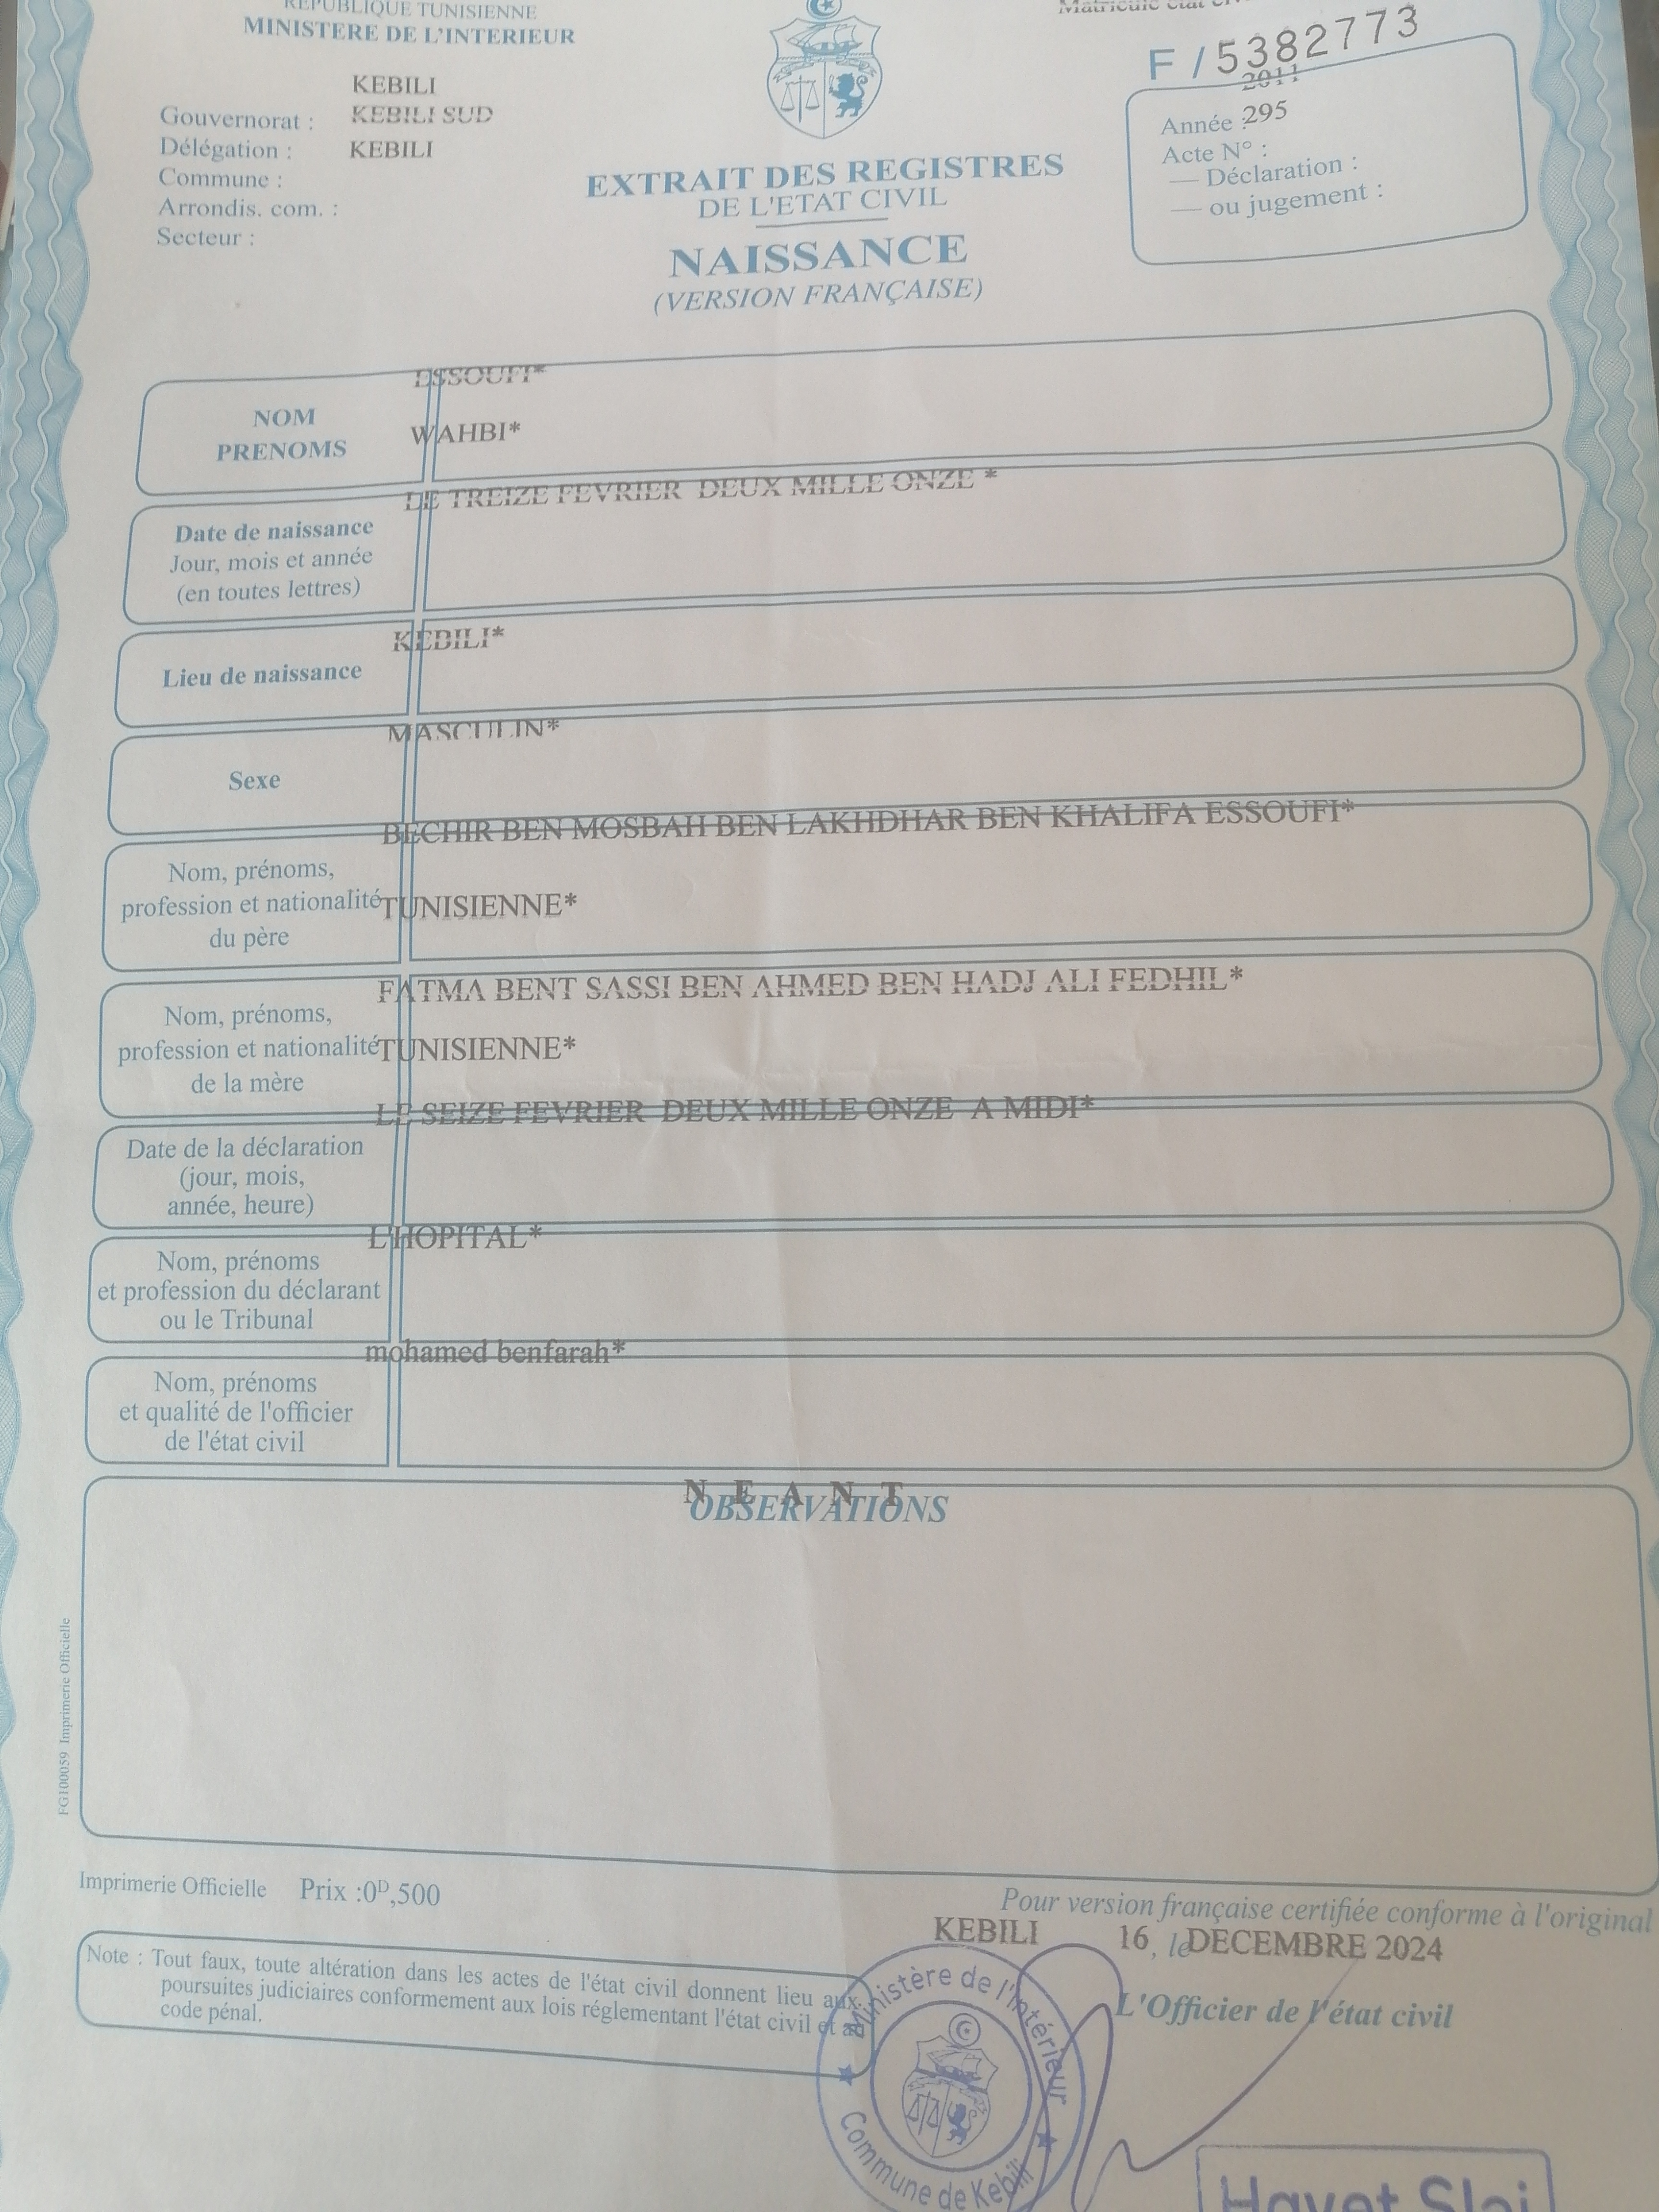 REPUBLIQUE TUNISIENNE
MINISTERE DE L'INTERIEUR
KEBILI
Gouvernorat : KEBILI SUD
Délégation : KEBILI
Commune :
Arrondis. com. :
Secteur :
EXTRAIT DES REGISTRES
DE L'ETAT CIVIL
NAISSANCE
(VERSION FRANÇAISE)
Matricule état
F / 5382773
2011
Année : 295
Acte N° :
— Déclaration :
— ou jugement :
ESSOUFI*
NOM
PRENOMS
WAHBI*
LE TREIZE FEVRIER DEUX MILLE ONZE *
Date de naissance
Jour, mois et année
(en toutes lettres)
KEBILI*
Lieu de naissance
MASCULIN*
Sexe
BECHIR BEN MOSBAH BEN LAKHDHAR BEN KHALIFA ESSOUFI*
Nom, prénoms,
profession et nationalité TUNISIENNE*
du père
FATMA BENT SASSI BEN AHMED BEN HADJ ALI FEDHIL*
Nom, prénoms,
profession et nationalité TUNISIENNE*
de la mère
LE SEIZE FEVRIER DEUX MILLE ONZE A MIDI*
Date de la déclaration
(jour, mois,
année, heure)
L'HOPITAL*
Nom, prénoms
et profession du déclarant
ou le Tribunal
mohamed benfarah*
Nom, prénoms
et qualité de l'officier
de l'état civil
N E A N T
OBSERVATIONS
FG100059 Imprimerie Officielle
Imprimerie Officielle Prix :0ᴰ,500
Pour version française certifiée conforme à l'original
KEBILI 16, le DECEMBRE 2024
L'Officier de l'état civil
Note : Tout faux, toute altération dans les actes de l'état civil donnent lieu aux
poursuites judiciaires conformement aux lois réglementant l'état civil et au
code pénal.
Ministère de l'Intérieur
Commune de Kebili
Hayet Slai